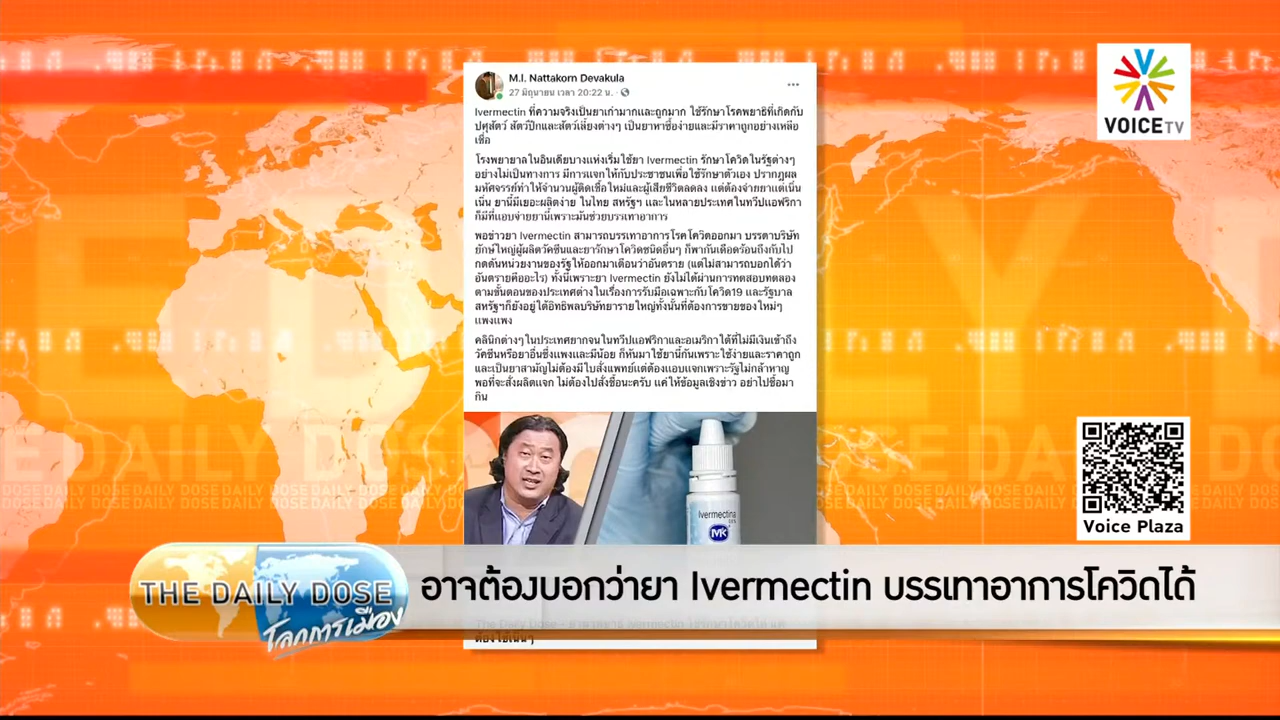 M.l. Nattakorn Devakula
27 มิถุนายน เวลา 20:22 น. ·
Ivermectin ที่ความจริงเป็นยาเก่ามากและถูกมาก ใช้รักษาโรคพยาธิที่เกิดกับ
ปศุสัตว์ สัตว์ปีกและสัตว์เลี้ยงต่างๆ เป็นยาหาซื้อง่ายและมีราคาถูกอย่างเหลือ
เชื่อ
โรงพยายาลในอินเดียบางแห่งเริ่มใช้ยา Ivermectin รักษาโควิดในรัฐต่างๆ
อย่างไม่เป็นทางการ มีการแจกให้กับประชาชนเพื่อใช้รักษาตัวเอง ปรากฎผล
มหัศจรรย์ทำให้จำนวนผู้ติดเชื้อใหม่และผู้เสียชีวิตลดลง แต่ต้องจ่ายยาแต่เนิ่น
เนิ่น ยานี้มีเยอะผลิตง่าย ในไทย สหรัฐฯ และในหลายประเทศในทวีปแอฟริกา
ก็มีที่แอบจ่ายยานี้เพราะมันช่วยบรรเทาอาการ
พอข่าวยา Ivermectin สามารถบรรเทาอาการโรคโควิดออกมา บรรดาบริษัท
ยักษ์ใหญ่ผู้ผลิตวัคซีนและยารักษาโควิดชนิดอื่นๆ ก็พากันเดือดร้อนถึงกับไป
กดดันหน่วยงานของรัฐให้ออกมาเตือนว่าอันตราย (แต่ไม่สามารถบอกได้ว่า
อันตรายคืออะไร) ทั้งนี้เพราะยา Ivermectin ยังไม่ได้ผ่านการทดสอบทดลอง
ตามขั้นตอนของประเทศต่างในเรื่องการรับมือเฉพาะกับโควิด19 และรัฐบาล
สหรัฐฯก็ยังอยู่ใต้อิทธิพลบริษัทยารายใหญ่ทั้งนั้นที่ต้องการขายของใหม่ๆ
แพงแพง
คลินิกต่างๆในประเทศยากจนในทวีปแอฟริกาและอเมริกาใต้ที่ไม่มีเงินเข้าถึง
วัคซีนหรือยาอื่นซึ่งแพงและมีน้อย ก็หันมาใช้ยานี้กันเพราะใช้ง่ายและราคาถูก
และเป็นยาสามัญไม่ต้องมีใบสั่งแพทย์แต่ต้องแอบแจกเพราะรัฐไม่กล้าหาญ
พอที่จะสั่งผลิตแจก ไม่ต้องไปสั่งซื้อนะครับ แค่ให้ข้อมูลเชิงข่าว อย่าไปซื้อมา
กิน
VOICE TV
Ivermectina
MK
Voice Plaza
THE DAILY DOSE
โลกการเมือง
อาจต้องบอกว่ายา Ivermectin บรรเทาอาการโควิดได้
ต้องใช้เนิ่นๆ